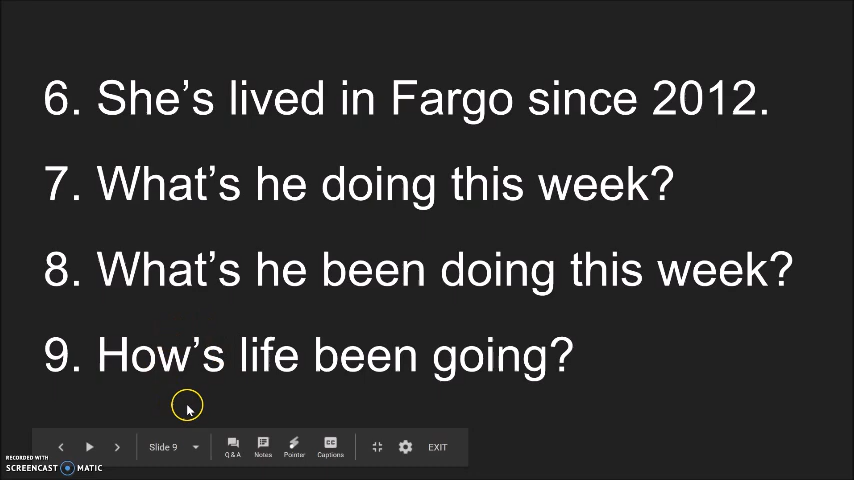 6. She’s lived in Fargo since 2012.
7. What’s he doing this week?
8. What’s he been doing this week?
9. How’s life been going?
Slide 9
Q & A
Notes
Pointer
CC
Captions
EXIT
RECORDED WITH
SCREENCAST MATIC